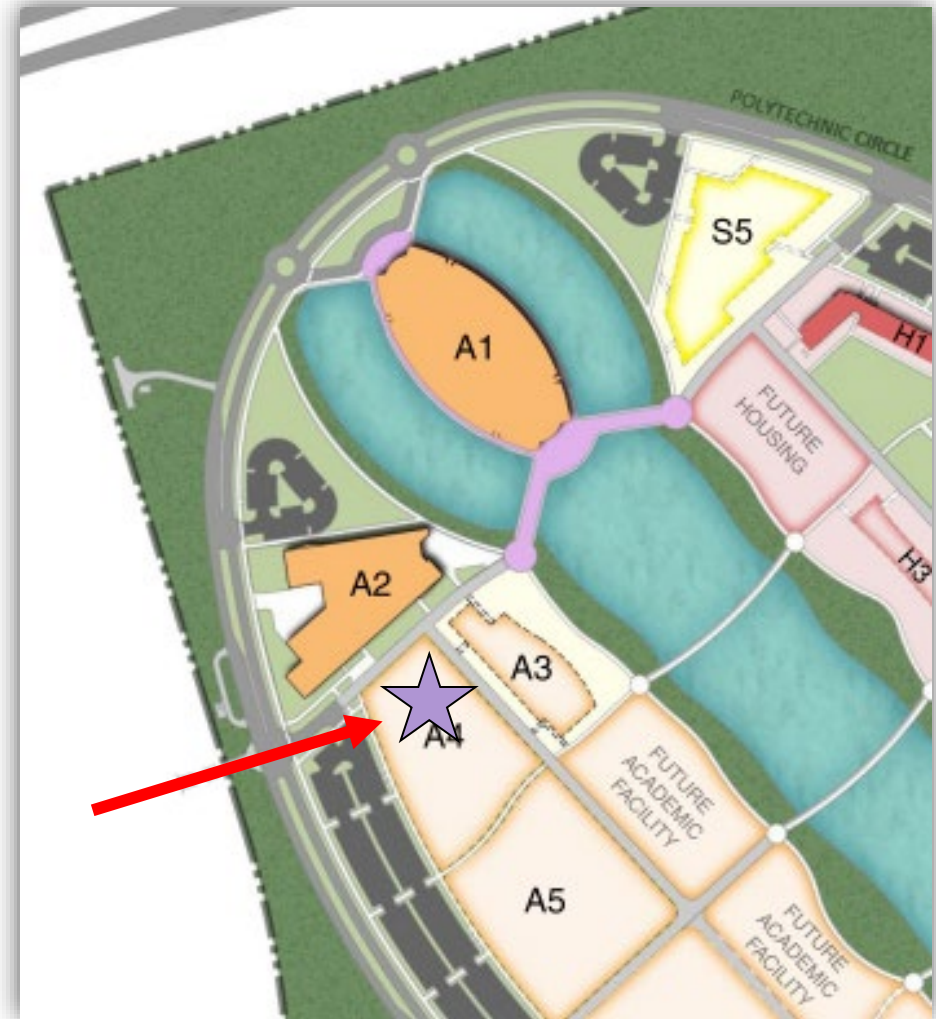 POLYTECHNIC CIRCLE
S5
A1
H1
FUTURE
HOUSING
H3
A2
A3
A4
FUTURE
ACADEMIC
FACILITY
A5
FUTURE
ACADEMIC
FACILITY